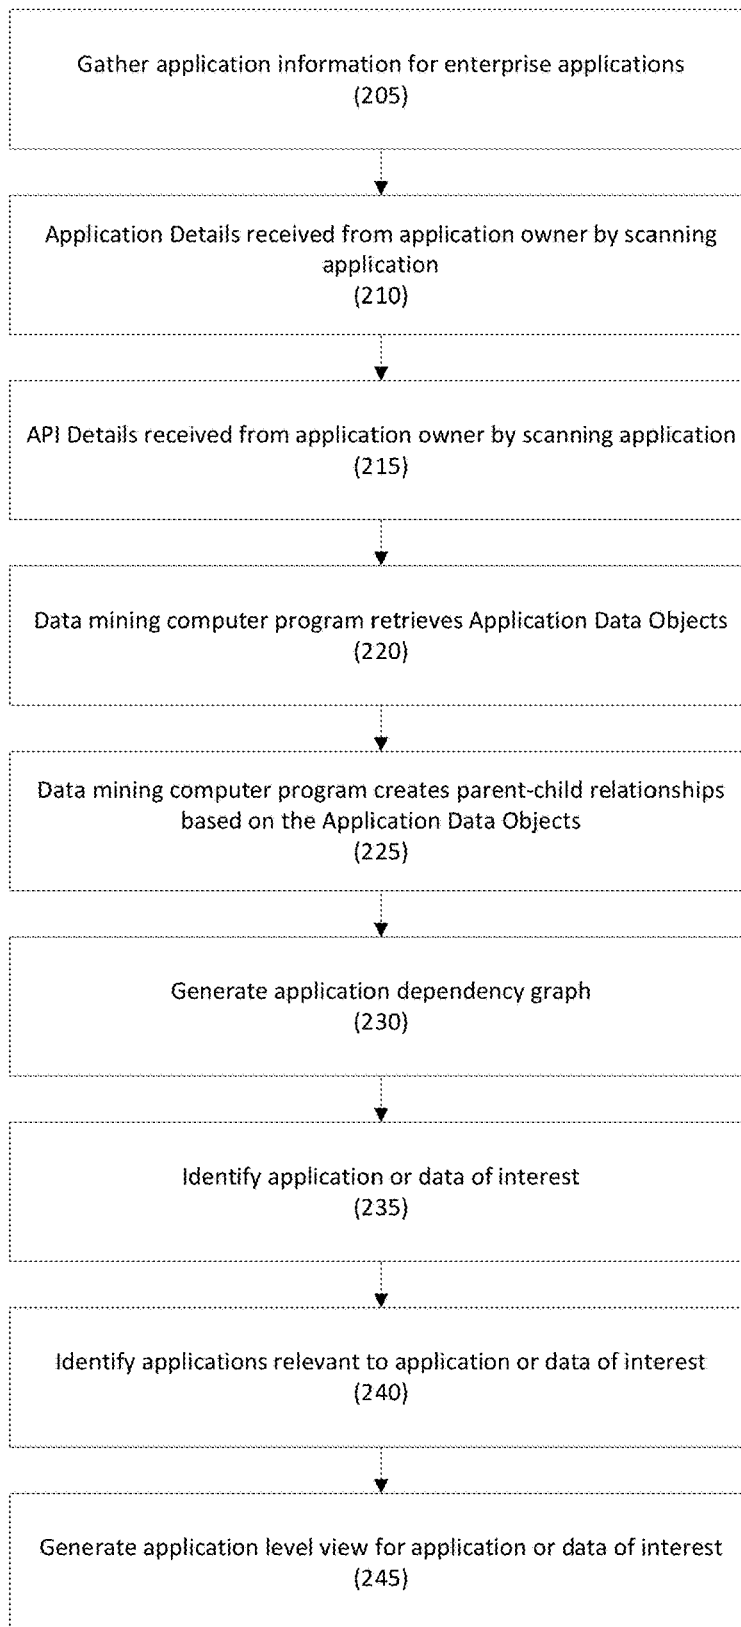 Gather application information for enterprise applications
(205)
Application Details received from application owner by scanning
application
(210)
API Details received from application owner by scanning application
(215)
Data mining computer program retrieves Application Data Objects
(220)
Data mining computer program creates parent-child relationships
based on the Application Data Objects
(225)
Generate application dependency graph
(230)
Identify application or data of interest
(235)
Identify applications relevant to application or data of interest
(240)
Generate application level view for application or data of interest
(245)